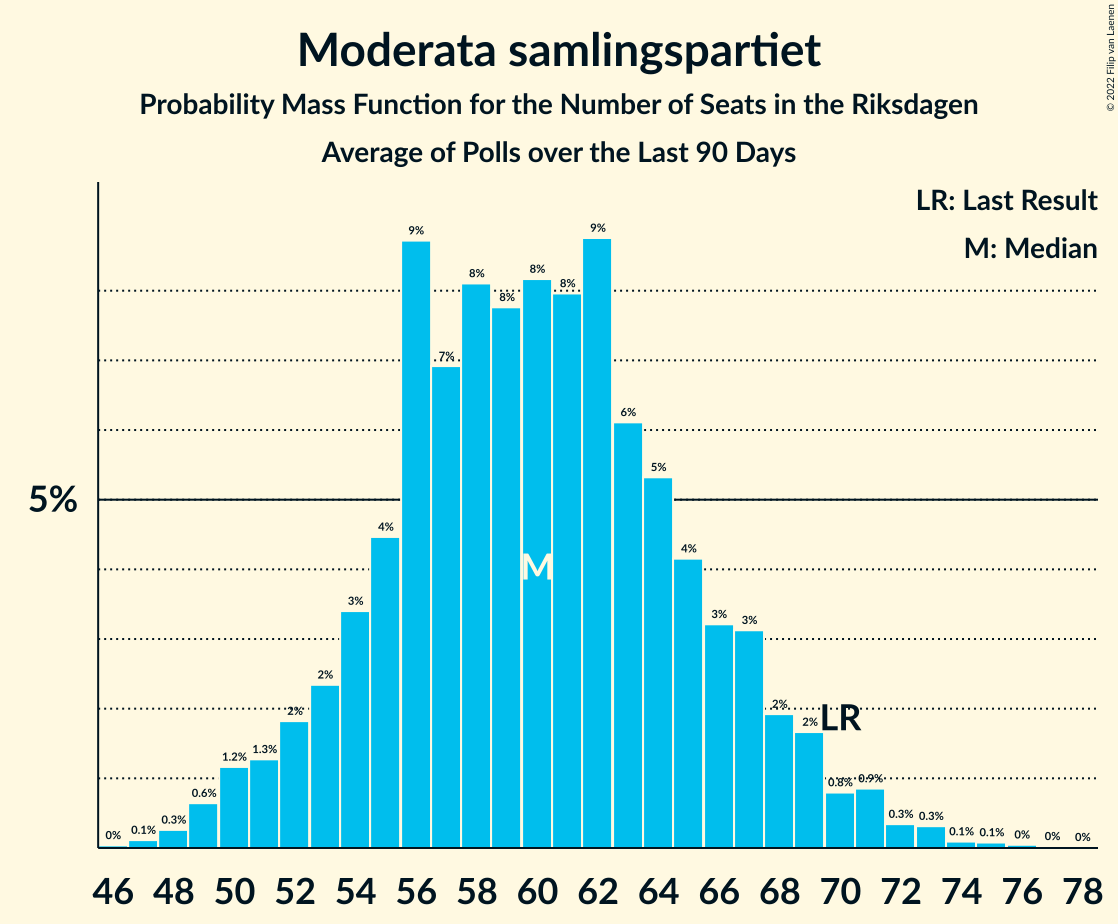 Moderata samlingspartiet
Probability Mass Function for the Number of Seats in the Riksdagen
Average of Polls over the Last 90 Days
© 2022 Filip van Laenen
LR: Last Result
M: Median
5%
0% 0.1% 0.3% 0.6% 1.2% 1.3% 2% 2% 3% 4% 9% 7% 8% 8% 8% 8% 9% 6% 5% 4% 3% 3% 2% 2% 0.8% 0.9% 0.3% 0.3% 0.1% 0.1% 0% 0% 0%
M
LR
46 48 50 52 54 56 58 60 62 64 66 68 70 72 74 76 78